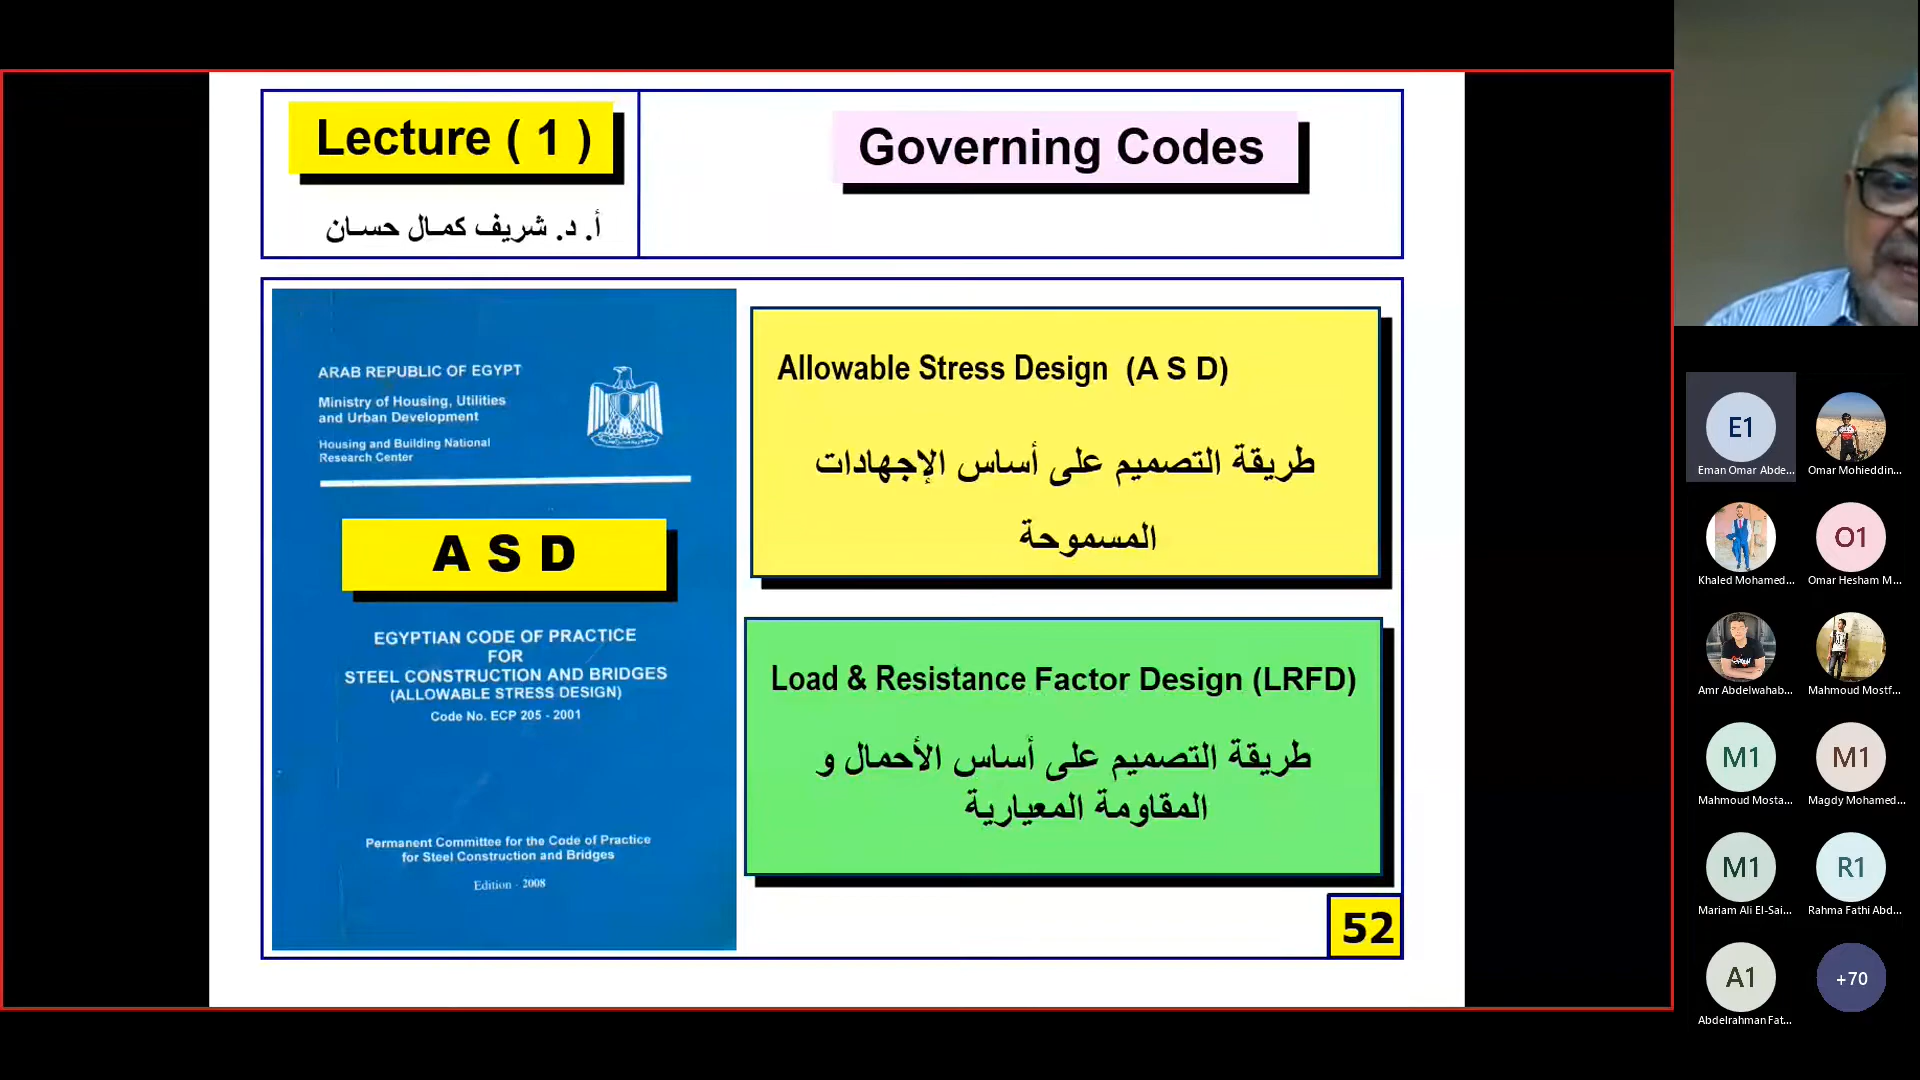 Lecture ( 1 )
أ. د. شريف كمـال حسـان
Governing Codes
ARAB REPUBLIC OF EGYPT
Ministry of Housing, Utilities
and Urban Development
Housing and Building National
Research Center
A S D
EGYPTIAN CODE OF PRACTICE
FOR
STEEL CONSTRUCTION AND BRIDGES
(ALLOWABLE STRESS DESIGN)
Code No. ECP 205 - 2001
Permanent Committee for the Code of Practice
for Steel Construction and Bridges
Edition - 2008
Allowable Stress Design (A S D)
طريقة التصميم على أساس الإجهادات
المسموحة
Load & Resistance Factor Design (LRFD)
طريقة التصميم على أساس الأحمال و
المقاومة المعيارية
52
E1
Eman Omar Abde...
Omar Mohieddin...
Khaled Mohamed...
O1
Omar Hesham M...
Amr Abdelwahab...
Mahmoud Mostf...
M1
Mahmoud Mosta...
M1
Magdy Mohamed...
M1
Mariam Ali El-Sai...
R1
Rahma Fathi Abd...
A1
Abdelrahman Fat...
+70